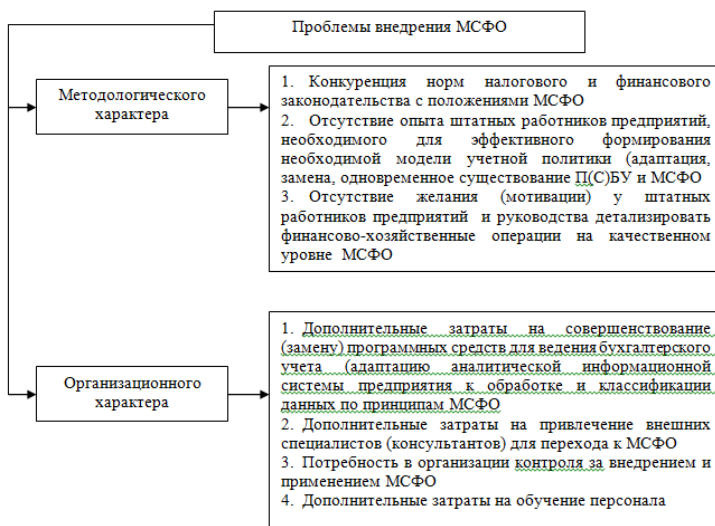 Проблемы внедрения МСФО
Методологического
характера
1. Конкуренция норм налогового и финансового
законодательства с положениями МСФО
2. Отсутствие опыта штатных работников предприятий,
необходимого для эффективного формирования
необходимой модели учетной политики (адаптация,
замена, одновременное существование П(С)БУ и МСФО
3. Отсутствие желания (мотивации) у штатных
работников предприятий и руководства детализировать
финансово-хозяйственные операции на качественном
уровне МСФО
Организационного
характера
1. Дополнительные затраты на совершенствование
(замену) программных средств для ведения бухгалтерского
учета (адаптацию аналитической информационной
системы предприятия к обработке и классификации
данных по принципам МСФО
2. Дополнительные затраты на привлечение внешних
специалистов (консультантов) для перехода к МСФО
3. Потребность в организации контроля за внедрением и
применением МСФО
4. Дополнительные затраты на обучение персонала